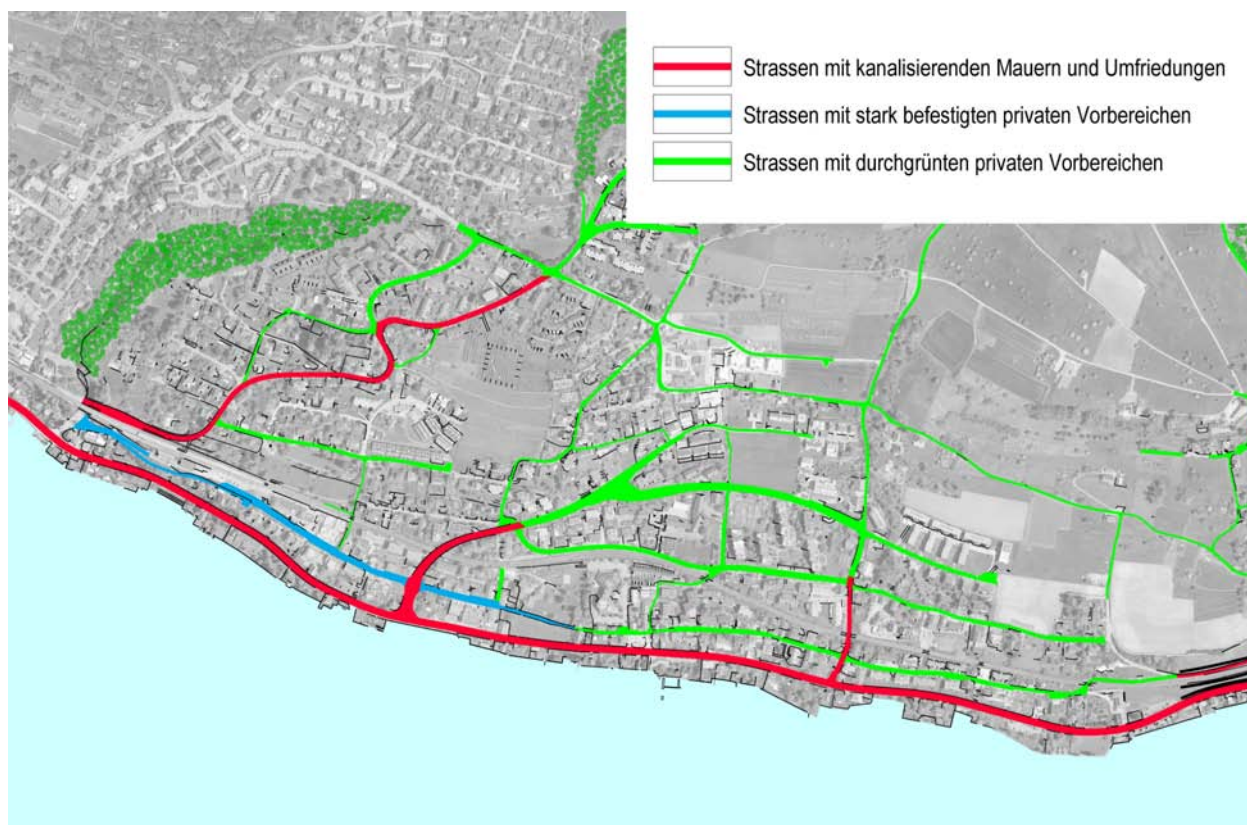 Strassen mit kanalisierenden Mauern und Umfriedungen
Strassen mit stark befestigten privaten Vorbereichen
Strassen mit durchgrünten privaten Vorbereichen